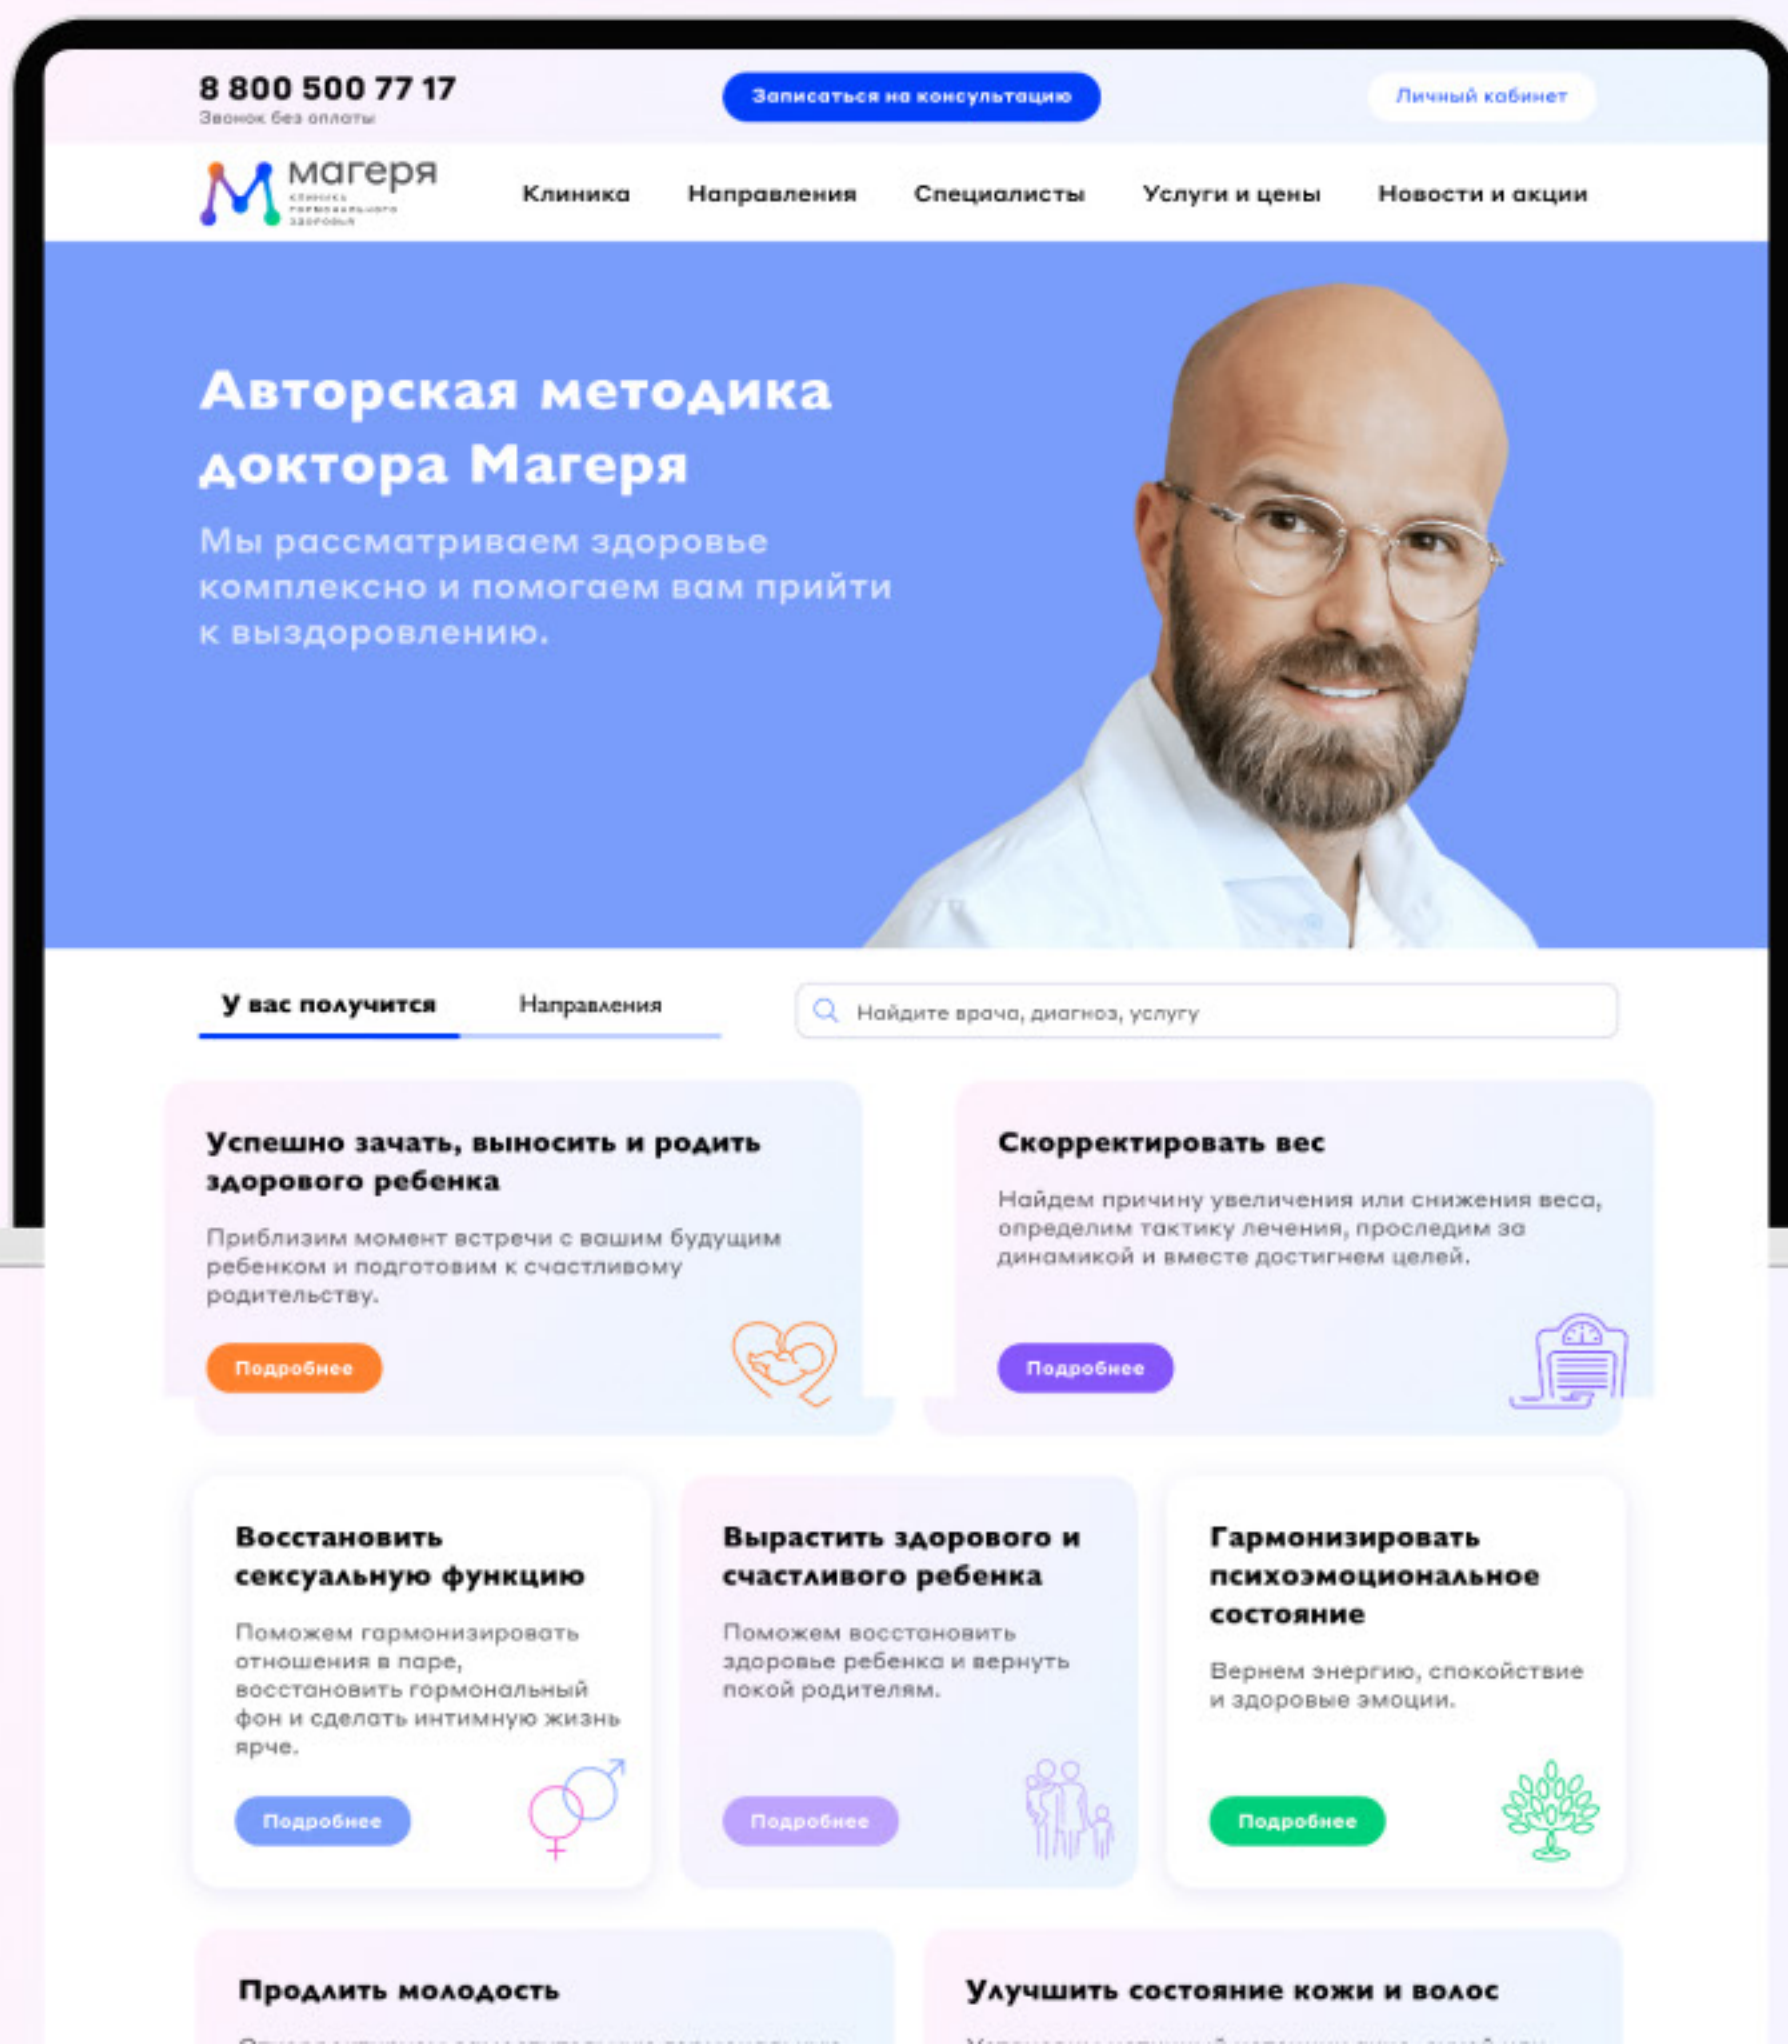 8 800 500 77 17
Звонок без оплаты
Записаться на консультацию
Личный кабинет
магеря
клиника
гормонального
здоровья
Клиника
Направления
Специалисты
Услуги и цены
Новости и акции
Авторская методика
доктора Магеря
Мы рассматриваем здоровье
комплексно и помогаем вам прийти
к выздоровлению.
У вас получится
Направления
Найдите врача, диагноз, услугу
Успешно зачать, выносить и родить
здорового ребенка
Приблизим момент встречи с вашим будущим
ребенком и подготовим к счастливому
родительству.
Подробнее
Скорректировать вес
Найдем причину увеличения или снижения веса,
определим тактику лечения, проследим за
динамикой и вместе достигнем целей.
Подробнее
Восстановить
сексуальную функцию
Поможем гармонизировать
отношения в паре,
восстановить гормональный
фон и сделать интимную жизнь
ярче.
Подробнее
Вырастить здорового и
счастливого ребенка
Поможем восстановить
здоровье ребенка и вернуть
покой родителям.
Подробнее
Гармонизировать
психоэмоциональное
состояние
Вернем энергию, спокойствие
и здоровые эмоции.
Подробнее
Продлить молодость
Улучшить состояние кожи и волос